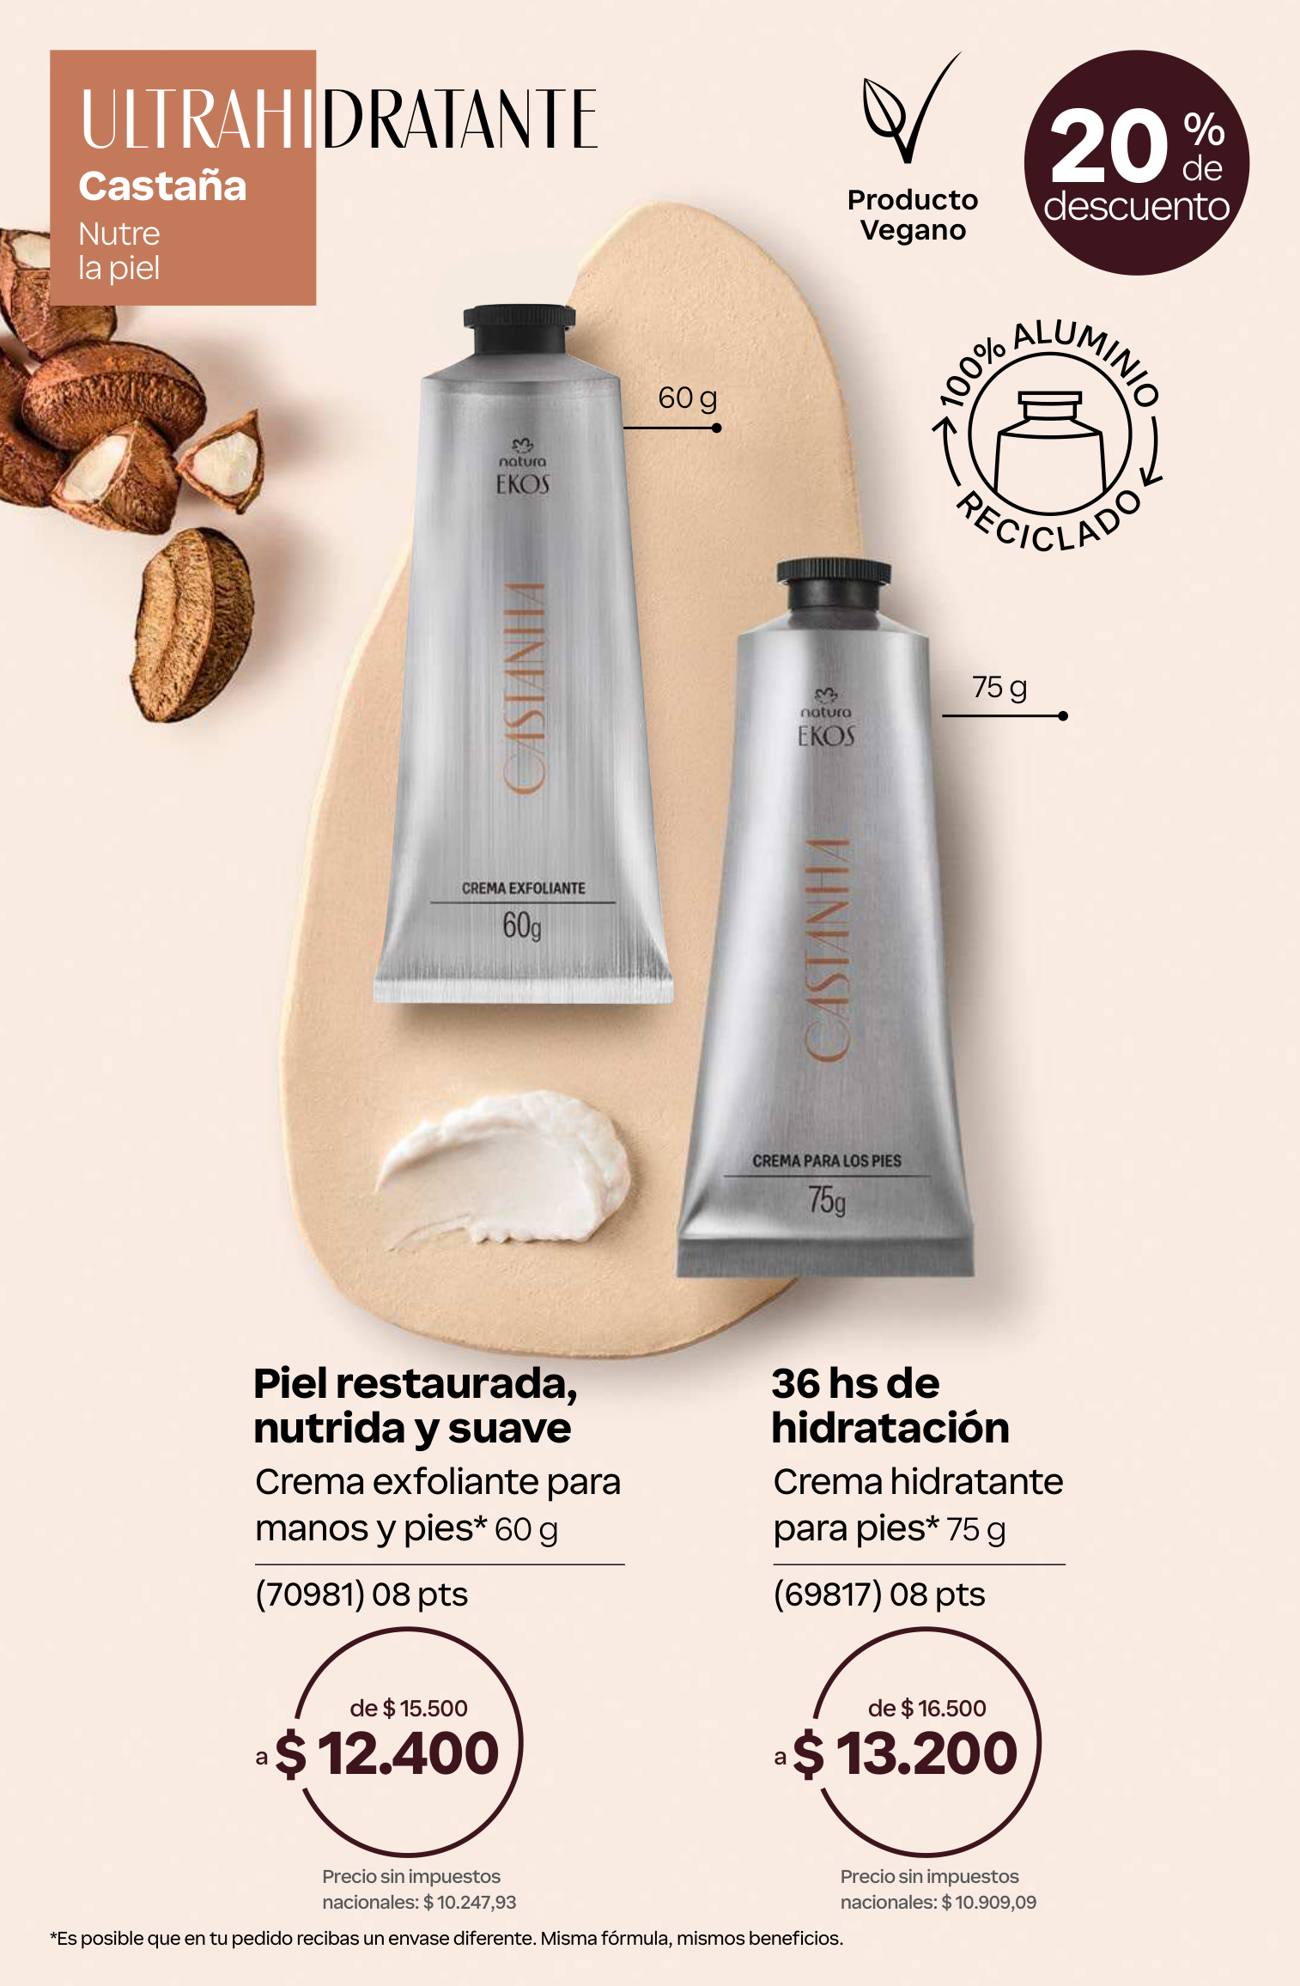 ULTRAHIDRATANTE
Castaña
Nutre
la piel
Producto
Vegano
20 %
de
descuento
100% ALUMINIO
RECICLADO
60 g
natura
EKOS
CASTANHA
CREMA EXFOLIANTE
60g
75 g
natura
EKOS
CASTANHA
CREMA PARA LOS PIES
75g
Piel restaurada,
nutrida y suave
Crema exfoliante para
manos y pies* 60 g
(70981) 08 pts
de $ 15.500
a $ 12.400
Precio sin impuestos
nacionales: $ 10.247,93
36 hs de
hidratación
Crema hidratante
para pies* 75 g
(69817) 08 pts
de $ 16.500
a $ 13.200
Precio sin impuestos
nacionales: $ 10.909,09
*Es posible que en tu pedido recibas un envase diferente. Misma fórmula, mismos beneficios.